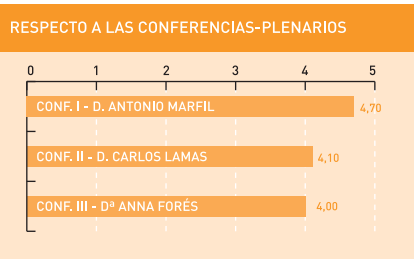 RESPECTO A LAS CONFERENCIAS-PLENARIOS
0 1 2 3 4 5
CONF. I - D. ANTONIO MARFIL 4,70
CONF. II - D. CARLOS LAMAS 4,10
CONF. III - Dª ANNA FORÉS 4,00